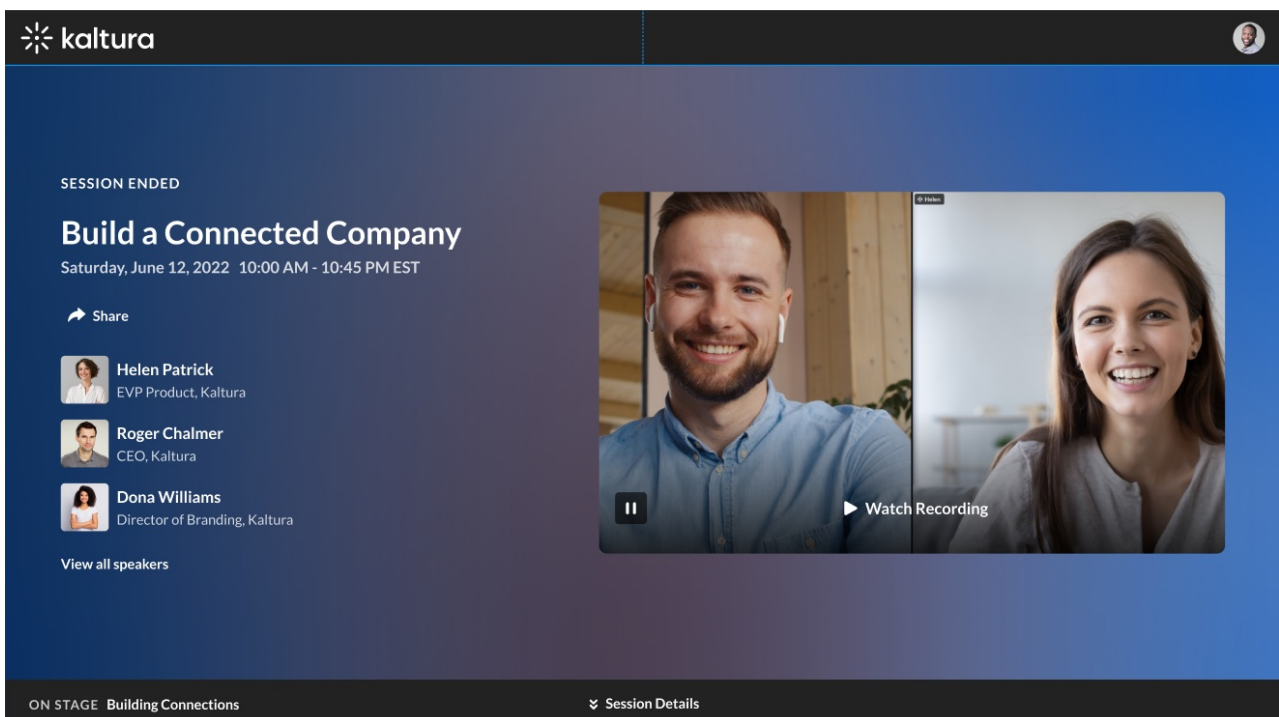 kaltura
SESSION ENDED
Build a Connected Company
Saturday, June 12, 2022 10:00 AM - 10:45 PM EST
Share
Helen Patrick
EVP Product, Kaltura
Roger Chalmer
CEO, Kaltura
Dona Williams
Director of Branding, Kaltura
View all speakers
Helen
Watch Recording
ON STAGE Building Connections
Session Details